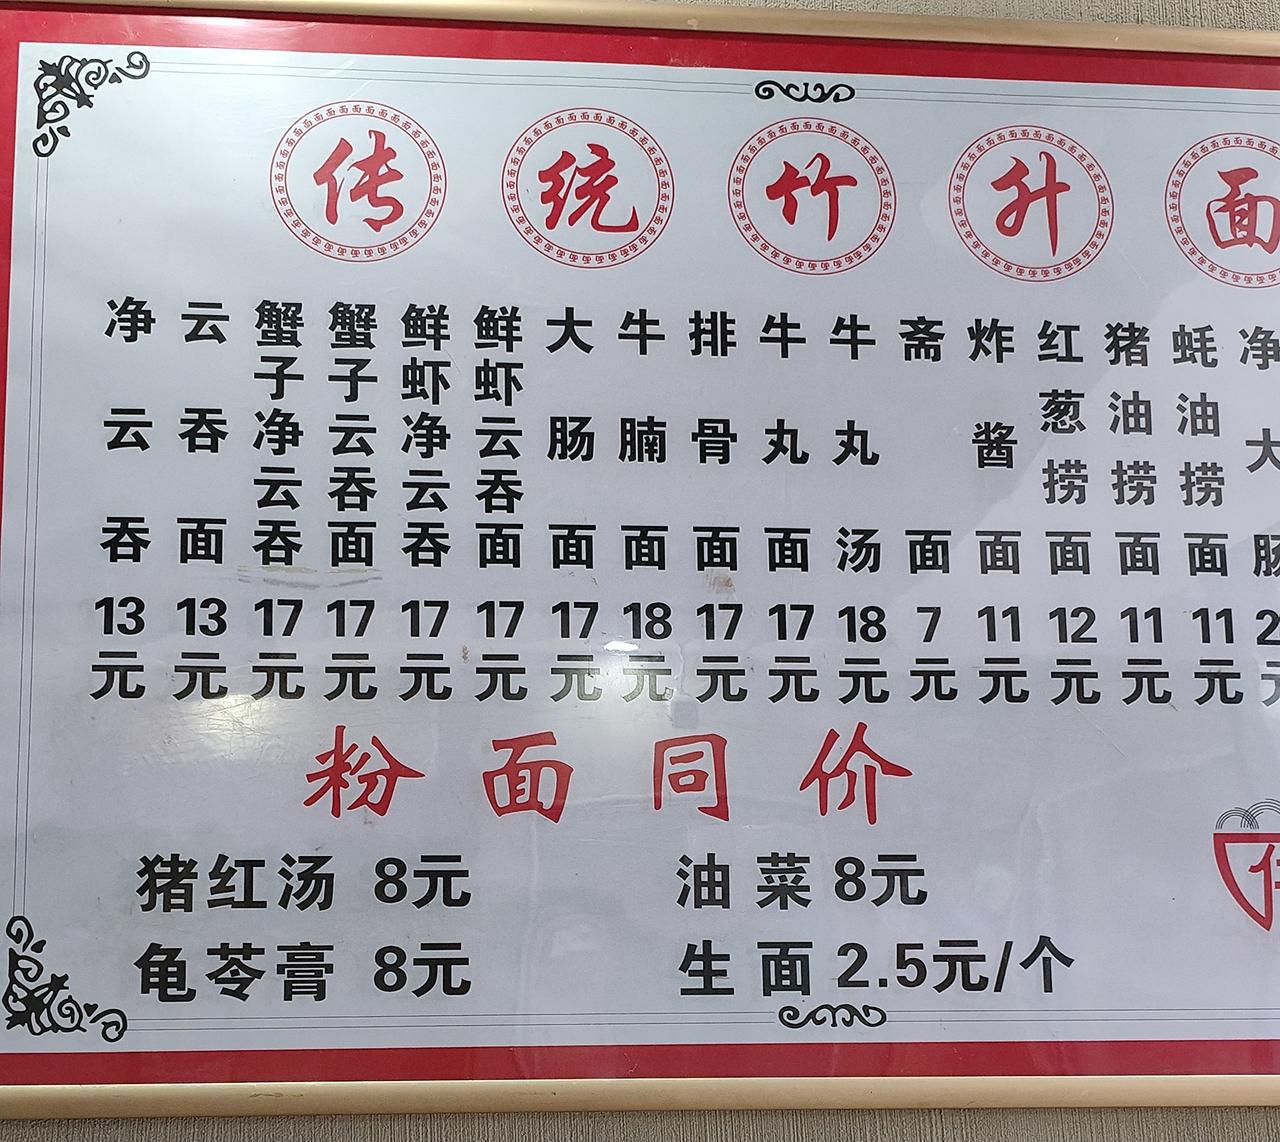 传统竹升面
净云吞 13元
云吞面 13元
蟹子净云吞 17元
蟹子云吞面 17元
鲜虾净云吞 17元
鲜虾云吞面 17元
大肠面 17元
牛腩面 18元
排骨面 17元
牛丸面 17元
牛丸汤 18元
斋面 7元
炸酱面 11元
红葱捞面 12元
猪油捞面 11元
蚝油捞面 11元
净大肠 2
粉面同价
猪红汤 8元
油菜 8元
龟苓膏 8元
生面 2.5元/个